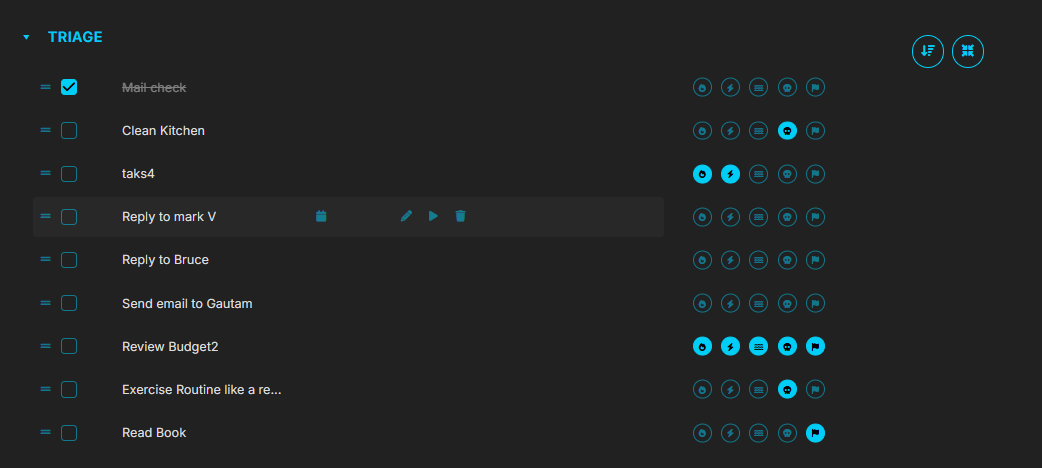 TRIAGE
Mail check
Clean Kitchen
taks4
Reply to mark V
Reply to Bruce
Send email to Gautam
Review Budget2
Exercise Routine like a re...
Read Book